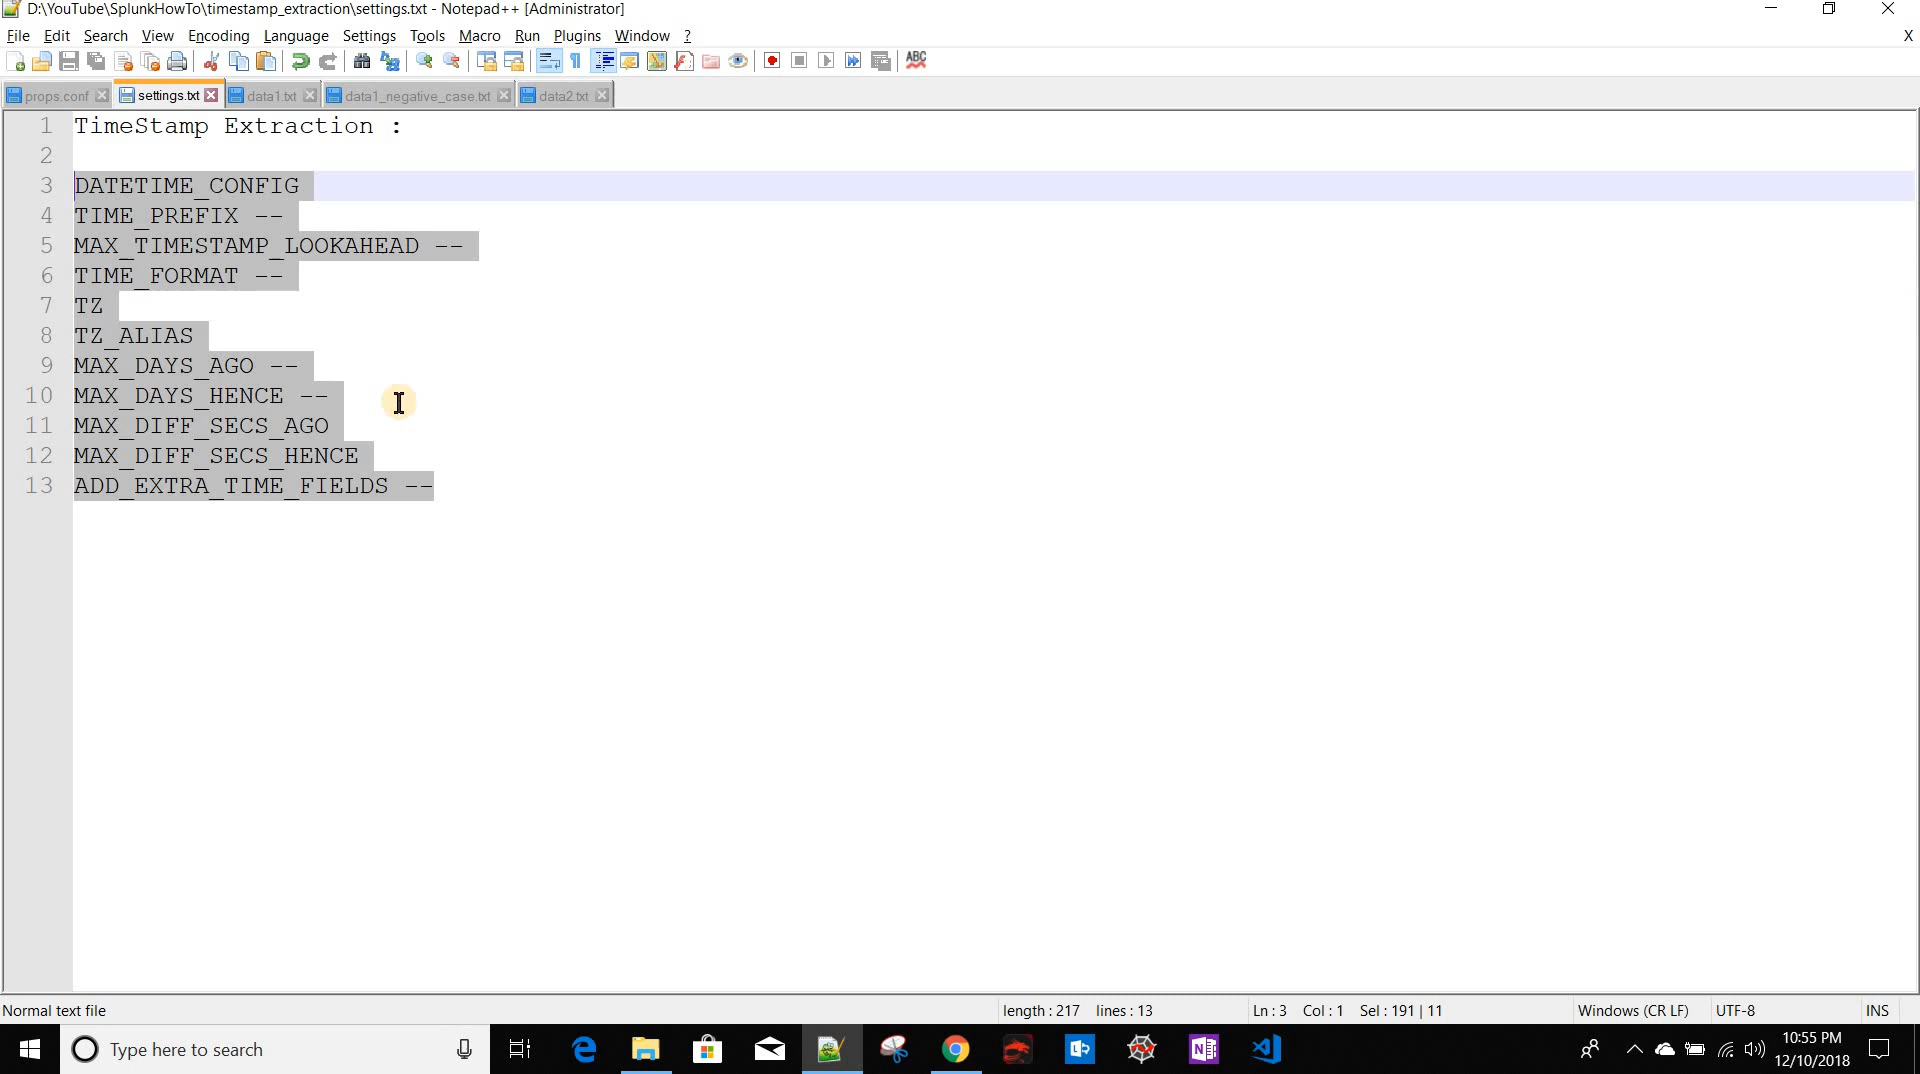 D:\YouTube\SplunkHowTo\timestamp_extraction\settings.txt - Notepad++ [Administrator]
File Edit Search View Encoding Language Settings Tools Macro Run Plugins Window ? X
ABC
props.conf settings.txt data1.txt data1_negative_case.txt data2.txt
1 TimeStamp Extraction :
2
3 DATETIME_CONFIG
4 TIME_PREFIX --
5 MAX_TIMESTAMP_LOOKAHEAD --
6 TIME_FORMAT --
7 TZ
8 TZ_ALIAS
9 MAX_DAYS_AGO --
10 MAX_DAYS_HENCE --
11 MAX_DIFF_SECS_AGO
12 MAX_DIFF_SECS_HENCE
13 ADD_EXTRA_TIME_FIELDS --
Normal text file length : 217 lines : 13 Ln : 3 Col : 1 Sel : 191 | 11 Windows (CR LF) UTF-8 INS
Type here to search
10:55 PM
12/10/2018